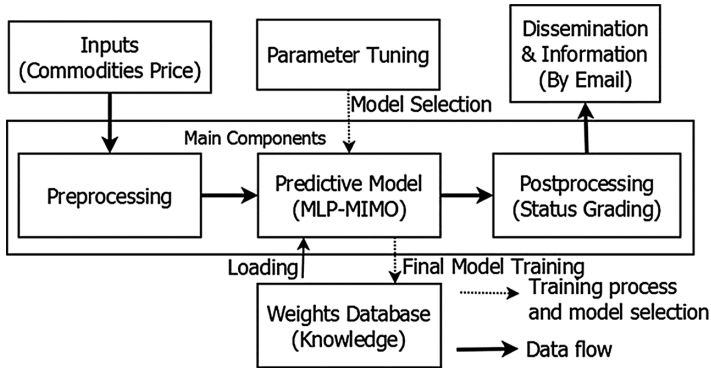 Inputs
(Commodities Price)
Parameter Tuning
Dissemination
& Information
(By Email)
Model Selection
Main Components
Preprocessing
Predictive Model
(MLP-MIMO)
Postprocessing
(Status Grading)
Loading
Final Model Training
Weights Database
(Knowledge)
Training process
and model selection
Data flow